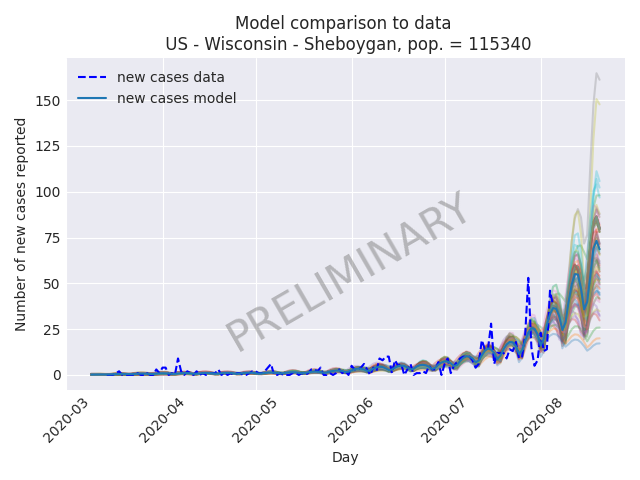 Model comparison to data
US - Wisconsin - Sheboygan, pop. = 115340
new cases data
new cases model
PRELIMINARY
Number of new cases reported
150
125
100
75
50
25
0
2020-03
2020-04
2020-05
2020-06
2020-07
2020-08
Day